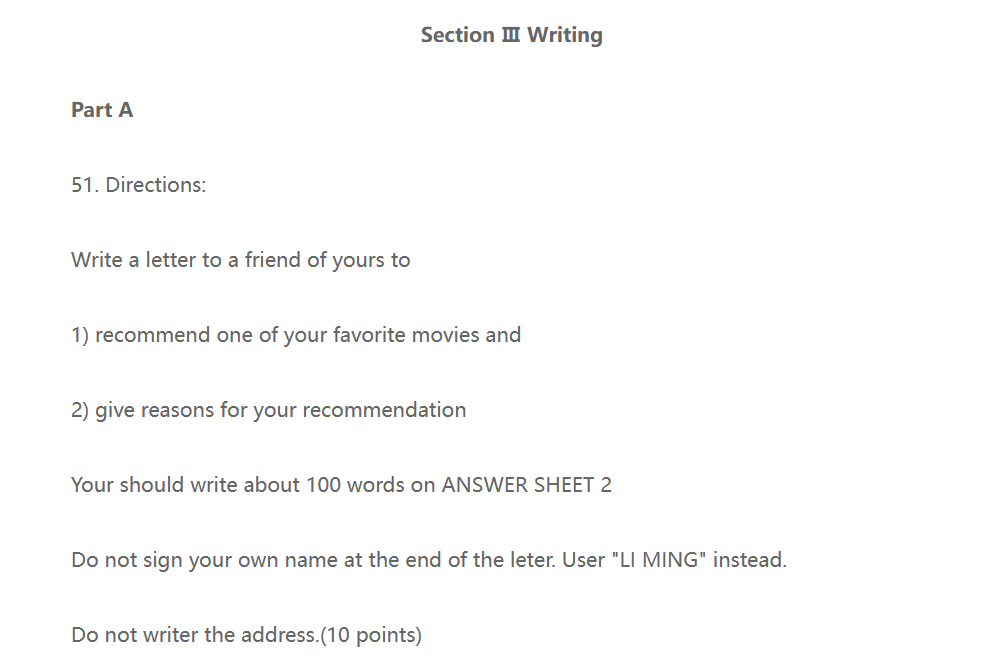 Section Ⅲ Writing
Part A
51. Directions:
Write a letter to a friend of yours to
1) recommend one of your favorite movies and
2) give reasons for your recommendation
Your should write about 100 words on ANSWER SHEET 2
Do not sign your own name at the end of the leter. User "LI MING" instead.
Do not writer the address.(10 points)